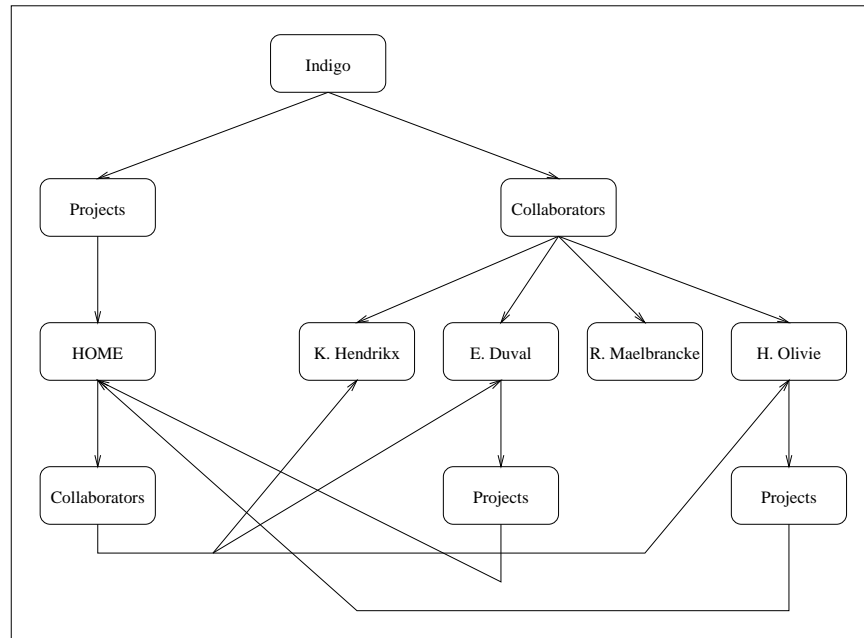 Indigo
Projects
Collaborators
HOME
K. Hendrikx
E. Duval
R. Maelbrancke
H. Olivie
Collaborators
Projects
Projects